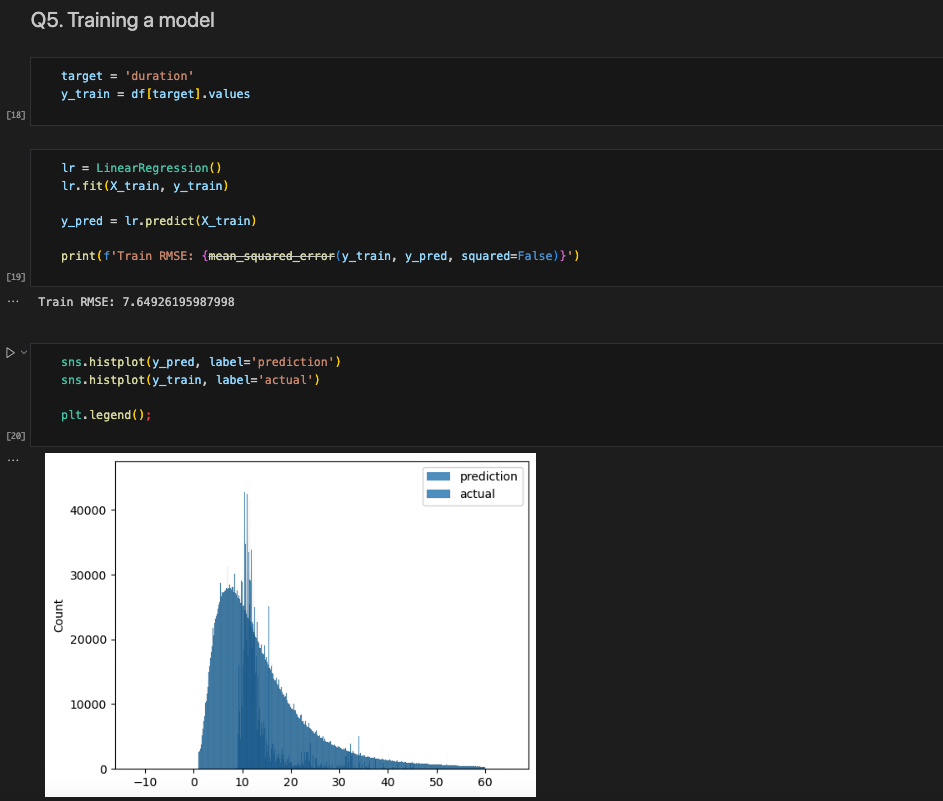 Q5. Training a model
target = 'duration'
y_train = df[target].values
[18]
lr = LinearRegression()
lr.fit(X_train, y_train)
y_pred = lr.predict(X_train)
print(f'Train RMSE: {mean_squared_error(y_train, y_pred, squared=False)}')
[19]
... Train RMSE: 7.64926195987998
sns.histplot(y_pred, label='prediction')
sns.histplot(y_train, label='actual')
plt.legend();
[20]
...
prediction
actual
40000
30000
20000
10000
0
Count
−10 0 10 20 30 40 50 60